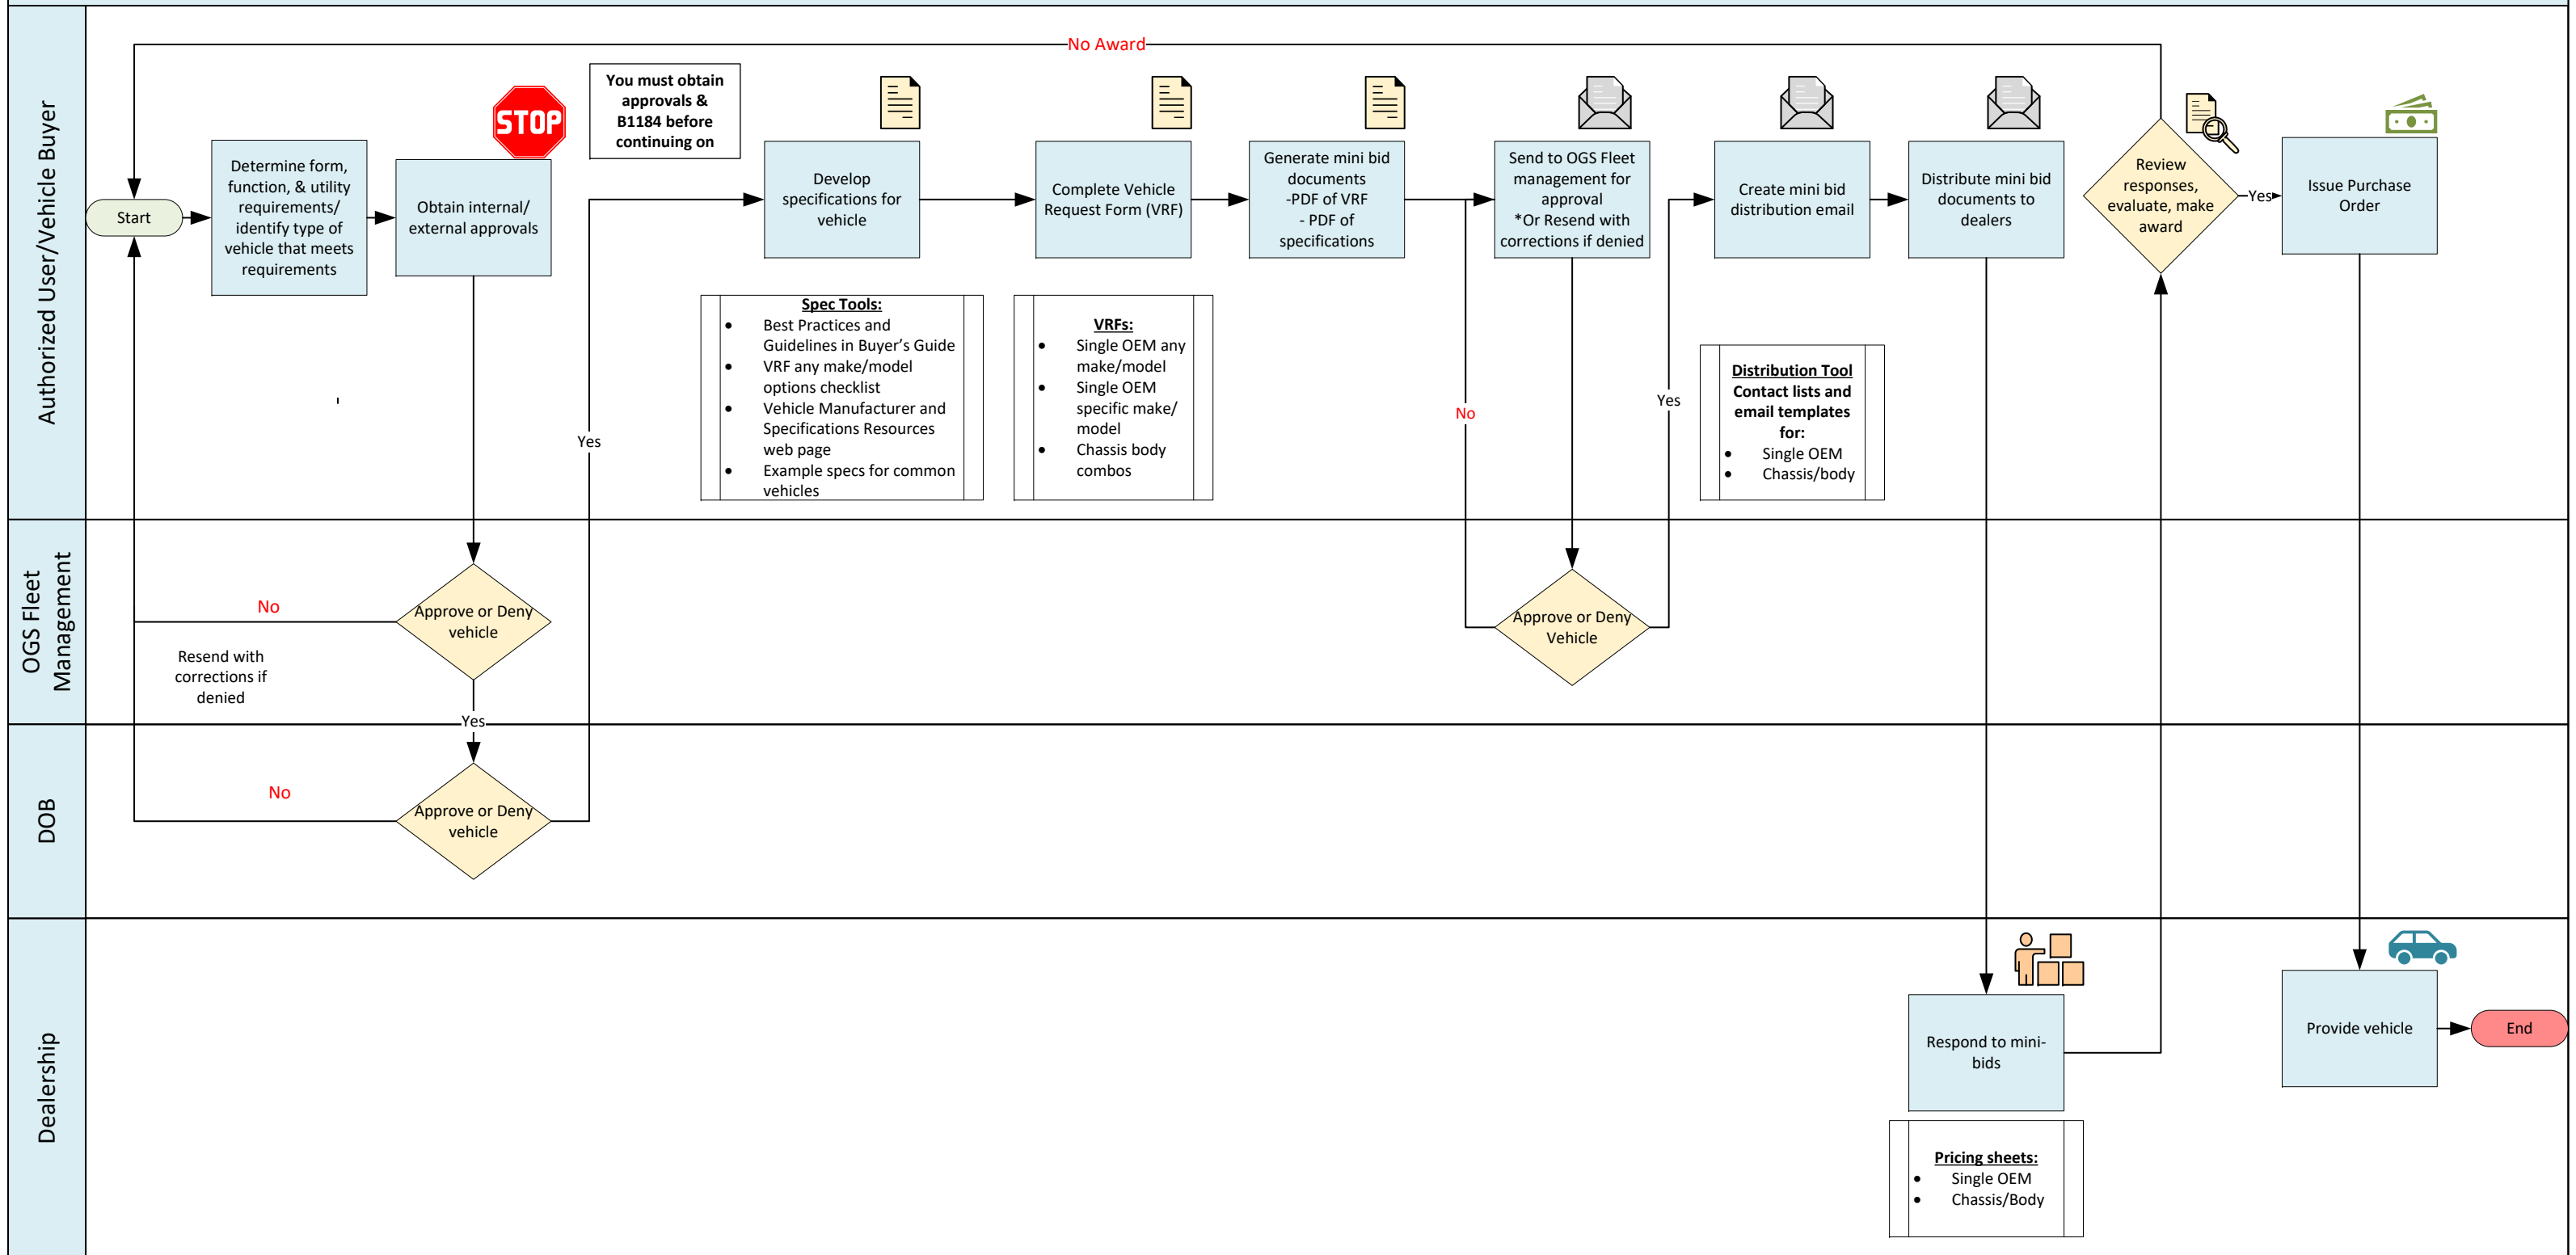 Authorized User/Vehicle Buyer
No Award
Start
Determine form,
function, & utility
requirements/
identify type of
vehicle that meets
requirements
STOP
Obtain internal/
external approvals
You must obtain
approvals &
B1184 before
continuing on
Yes
Develop
specifications for
vehicle
Spec Tools:
• Best Practices and
Guidelines in Buyer’s Guide
• VRF any make/model
options checklist
• Vehicle Manufacturer and
Specifications Resources
web page
• Example specs for common
vehicles
Complete Vehicle
Request Form (VRF)
VRFs:
• Single OEM any
make/model
• Single OEM
specific make/
model
• Chassis body
combos
Generate mini bid
documents
-PDF of VRF
- PDF of
specifications
No
Send to OGS Fleet
management for
approval
*Or Resend with
corrections if denied
Yes
Create mini bid
distribution email
Distribution Tool
Contact lists and
email templates
for:
• Single OEM
• Chassis/body
Distribute mini bid
documents to
dealers
Review
responses,
evaluate, make
award
Yes
Issue Purchase
Order
OGS Fleet
Management
No
Resend with
corrections if
denied
Approve or Deny
vehicle
Yes
Approve or Deny
Vehicle
DOB
No
Approve or Deny
vehicle
Dealership
Respond to mini-
bids
Pricing sheets:
• Single OEM
• Chassis/Body
Provide vehicle
End